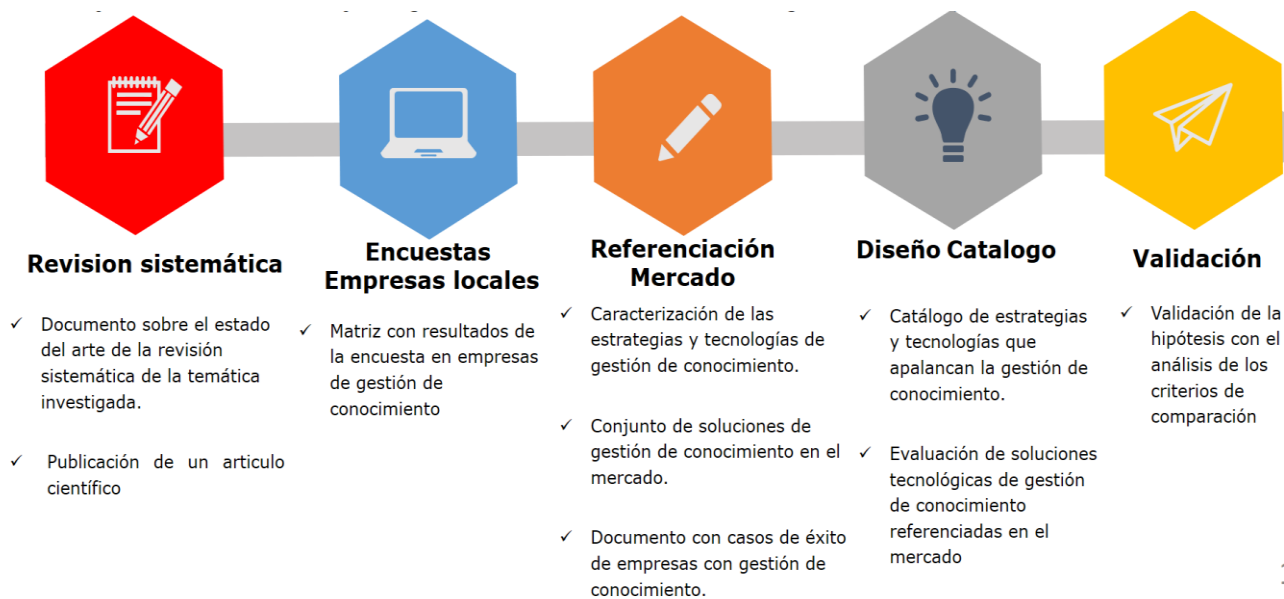 Revision sistemática
✓ Documento sobre el estado
del arte de la revisión
sistemática de la temática
investigada.
✓ Publicación de un articulo
científico
Encuestas
Empresas locales
✓ Matriz con resultados de
la encuesta en empresas
de gestión de
conocimiento
Referenciación
Mercado
✓ Caracterización de las
estrategias y tecnologías de
gestión de conocimiento.
✓ Conjunto de soluciones de
gestión de conocimiento en el
mercado.
✓ Documento con casos de éxito
de empresas con gestión de
conocimiento.
Diseño Catalogo
✓ Catálogo de estrategias
y tecnologías que
apalancan la gestión de
conocimiento.
✓ Evaluación de soluciones
tecnológicas de gestión
de conocimiento
referenciadas en el
mercado
Validación
✓ Validación de la
hipótesis con el
análisis de los
criterios de
comparación